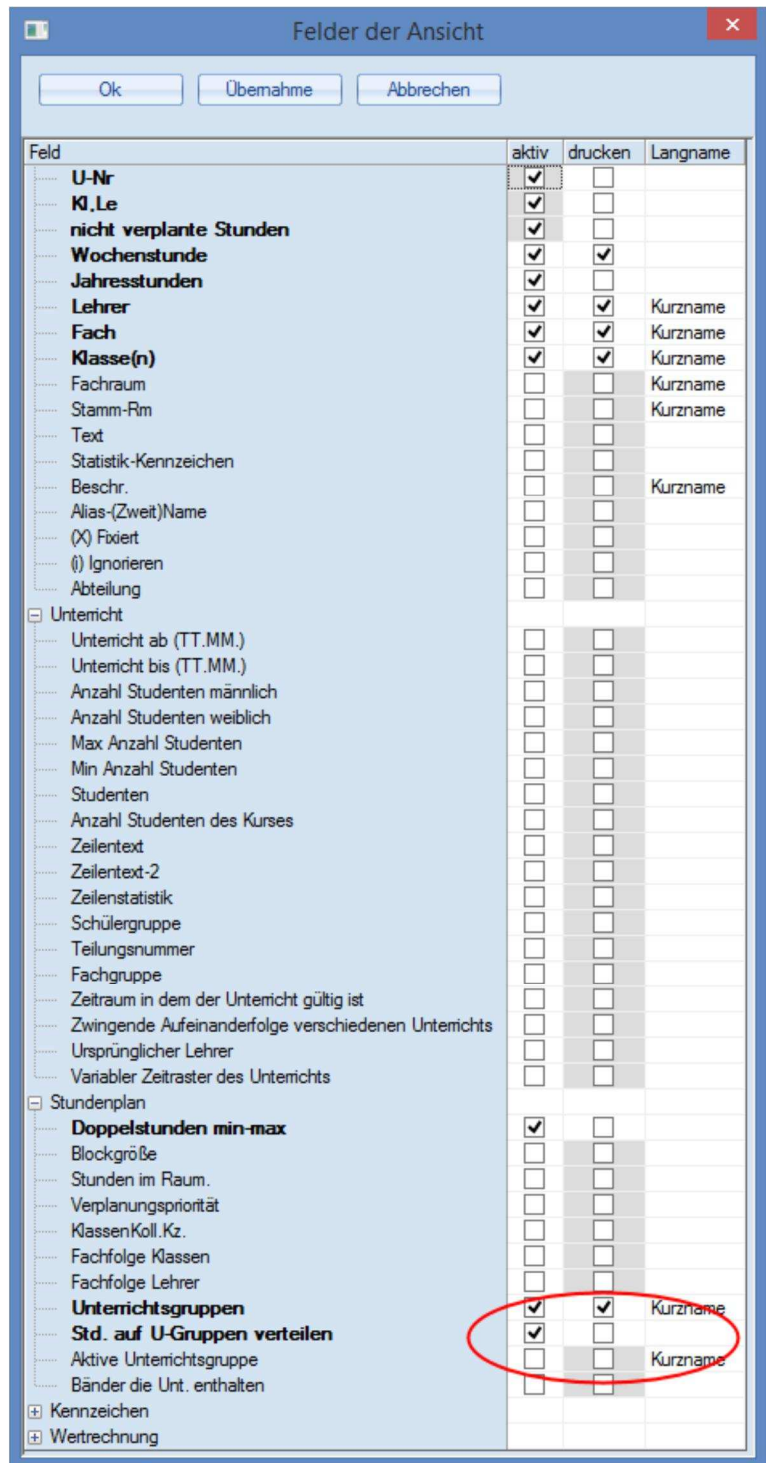 Felder der Ansicht
Ok Übernahme Abbrechen
Feld aktiv drucken Langname
U-Nr
Kl,Le
nicht verplante Stunden
Wochenstunde
Jahresstunden
Lehrer Kurzname
Fach Kurzname
Klasse(n) Kurzname
Fachraum Kurzname
Stamm-Rm Kurzname
Text
Statistik-Kennzeichen
Beschr. Kurzname
Alias-(Zweit)Name
(X) Fixiert
(i) Ignorieren
Abteilung
Unterricht
Unterricht ab (TT.MM.)
Unterricht bis (TT.MM.)
Anzahl Studenten männlich
Anzahl Studenten weiblich
Max Anzahl Studenten
Min Anzahl Studenten
Studenten
Anzahl Studenten des Kurses
Zeilentext
Zeilentext-2
Zeilenstatistik
Schülergruppe
Teilungsnummer
Fachgruppe
Zeitraum in dem der Unterricht gültig ist
Zwingende Aufeinanderfolge verschiedenen Unterrichts
Ursprünglicher Lehrer
Variabler Zeitraster des Unterrichts
Stundenplan
Doppelstunden min-max
Blockgröße
Stunden im Raum.
Verplanungspriorität
KlassenKoll.Kz.
Fachfolge Klassen
Fachfolge Lehrer
Unterrichtsgruppen Kurzname
Std. auf U-Gruppen verteilen
Aktive Unterrichtsgruppe Kurzname
Bänder die Unt. enthalten
Kennzeichen
Wertrechnung